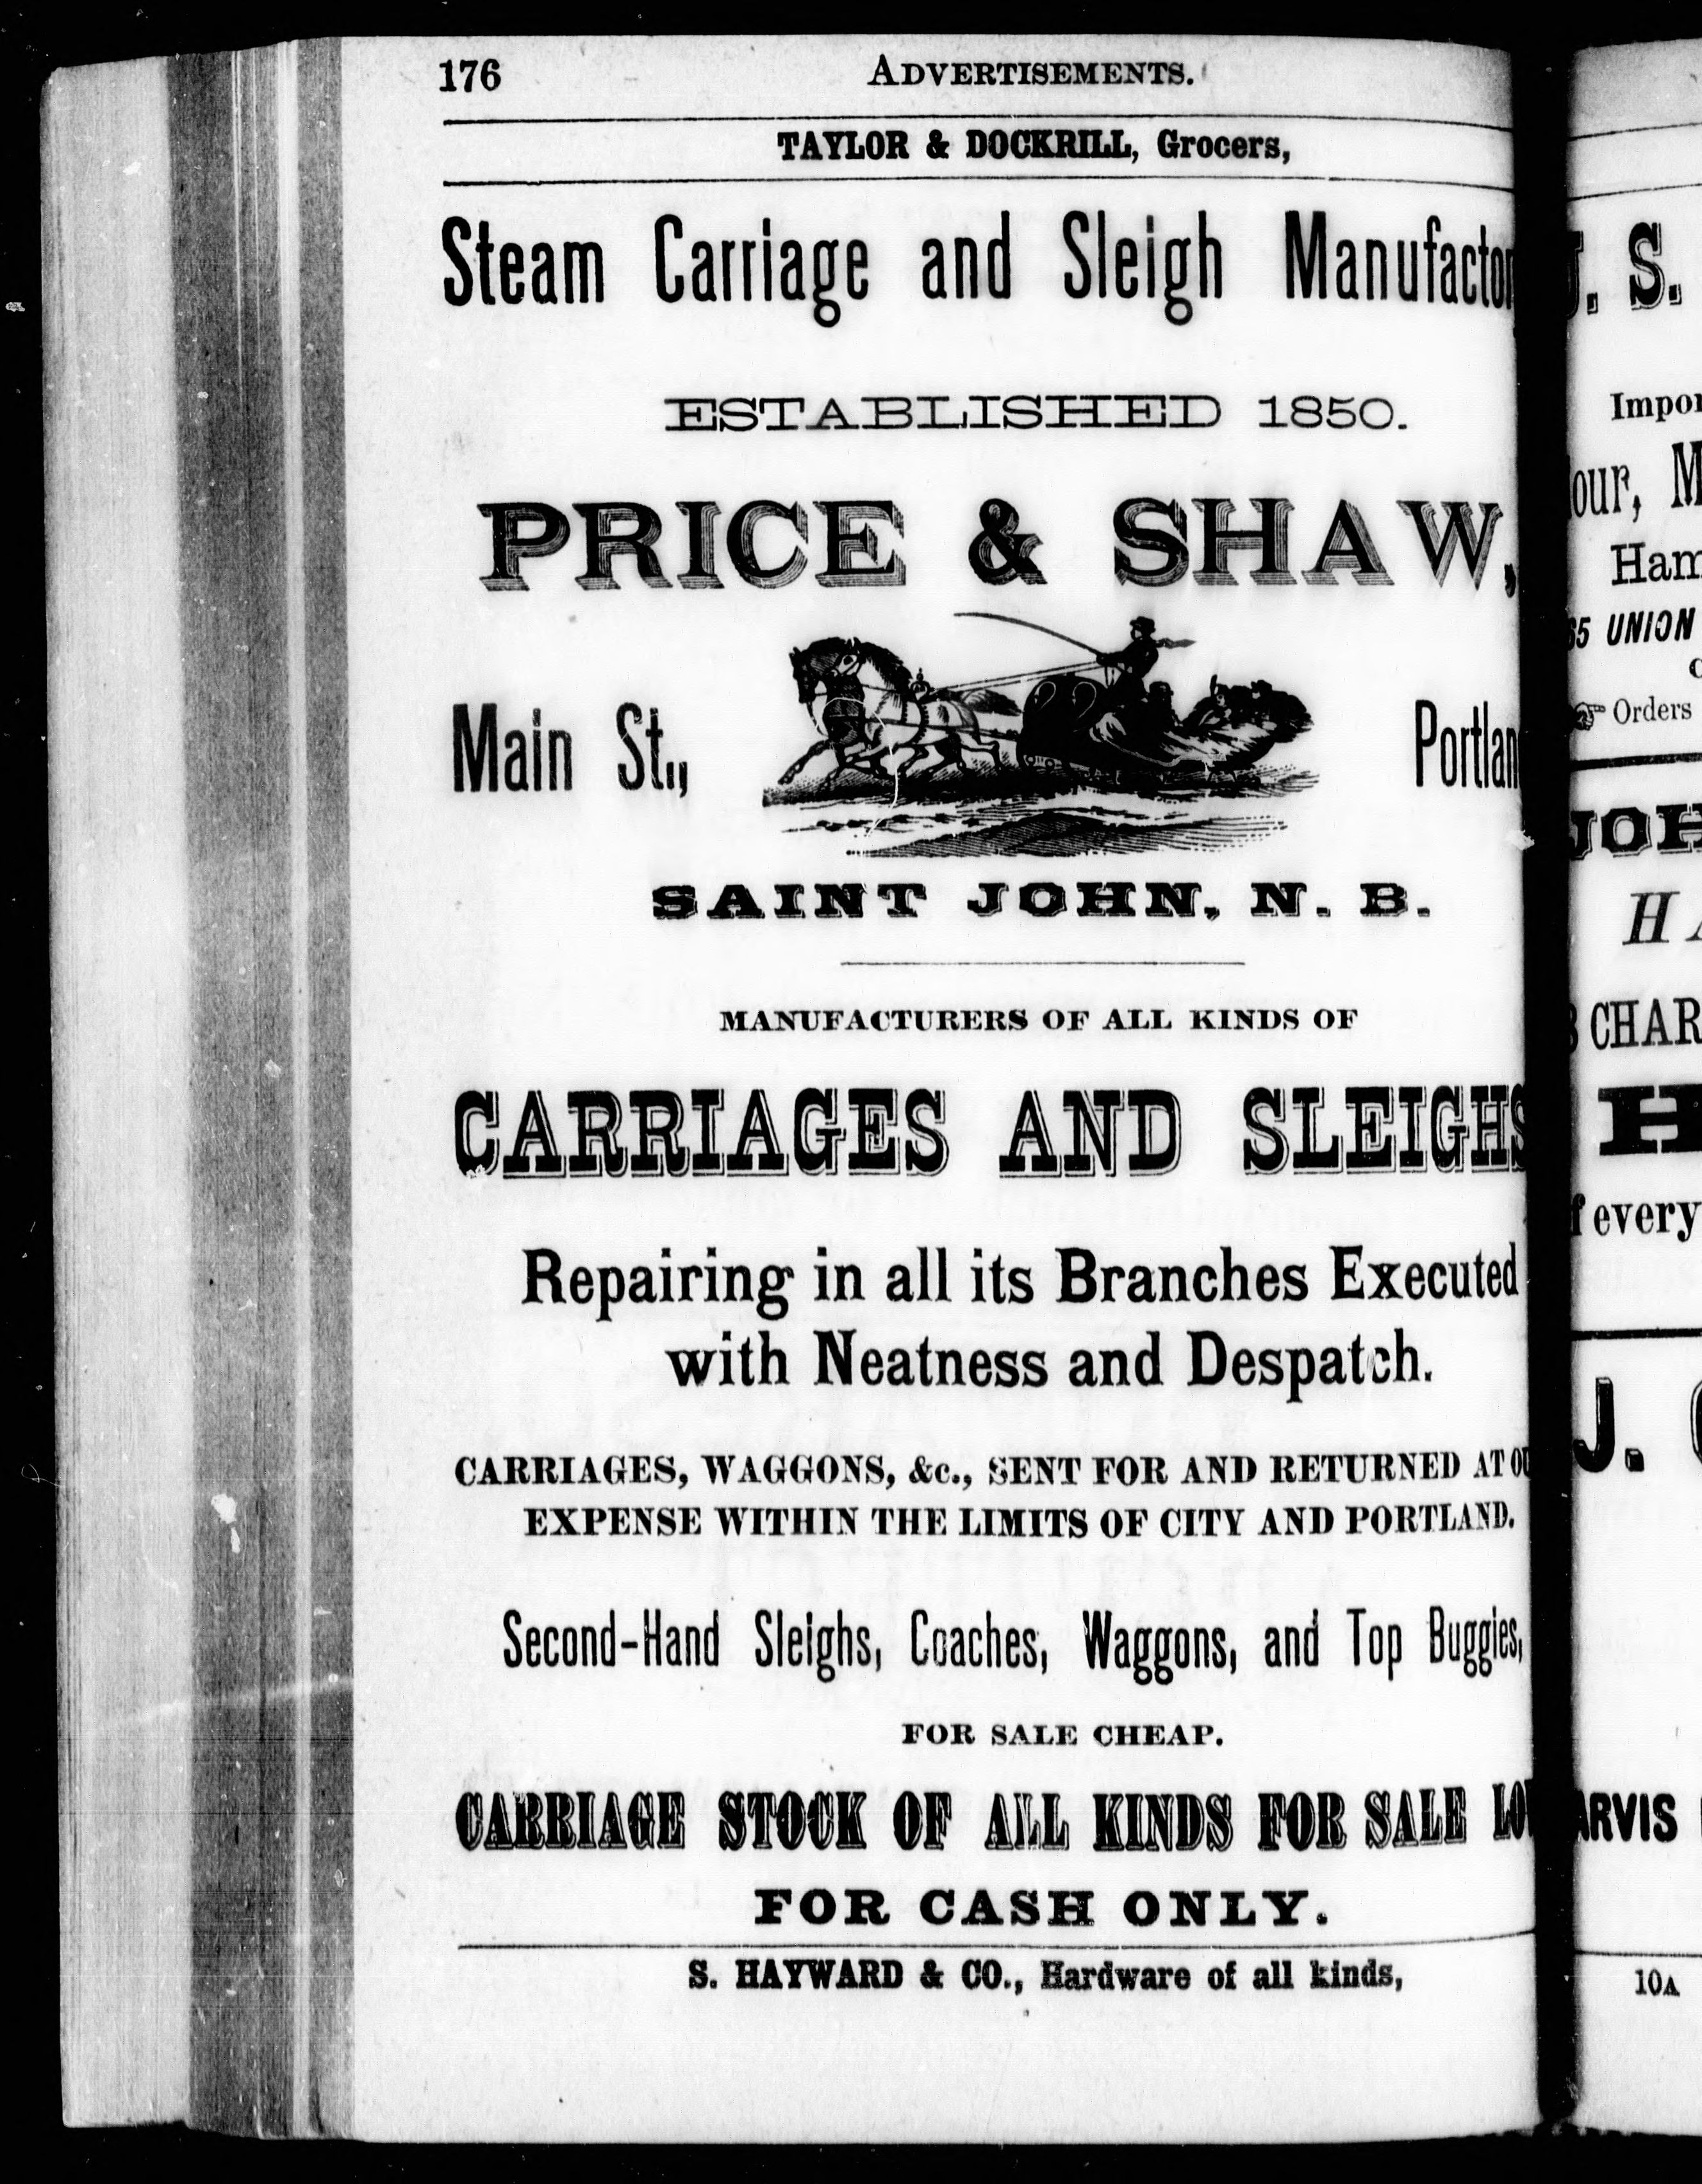 176
ADVERTISEMENTS.
TAYLOR & DOCKRILL, Grocers,
Steam Carriage and Sleigh Manufactor
ESTABLISHED 1850.
PRICE & SHAW,
Main St., Portlan
SAINT JOHN, N. B.
MANUFACTURERS OF ALL KINDS OF
CARRIAGES AND SLEIGHS
Repairing in all its Branches Executed
with Neatness and Despatch.
CARRIAGES, WAGGONS, &c., SENT FOR AND RETURNED AT OU
EXPENSE WITHIN THE LIMITS OF CITY AND PORTLAND.
Second-Hand Sleighs, Coaches, Waggons, and Top Buggies,
FOR SALE CHEAP.
CARRIAGE STOCK OF ALL KINDS FOR SALE LO
FOR CASH ONLY.
S. HAYWARD & CO., Hardware of all kinds,
J. S.
Impor
our, M
Ham
65 UNION
Orders
JOH
HA
CHAR
H
f every
J.
ARVIS
10A